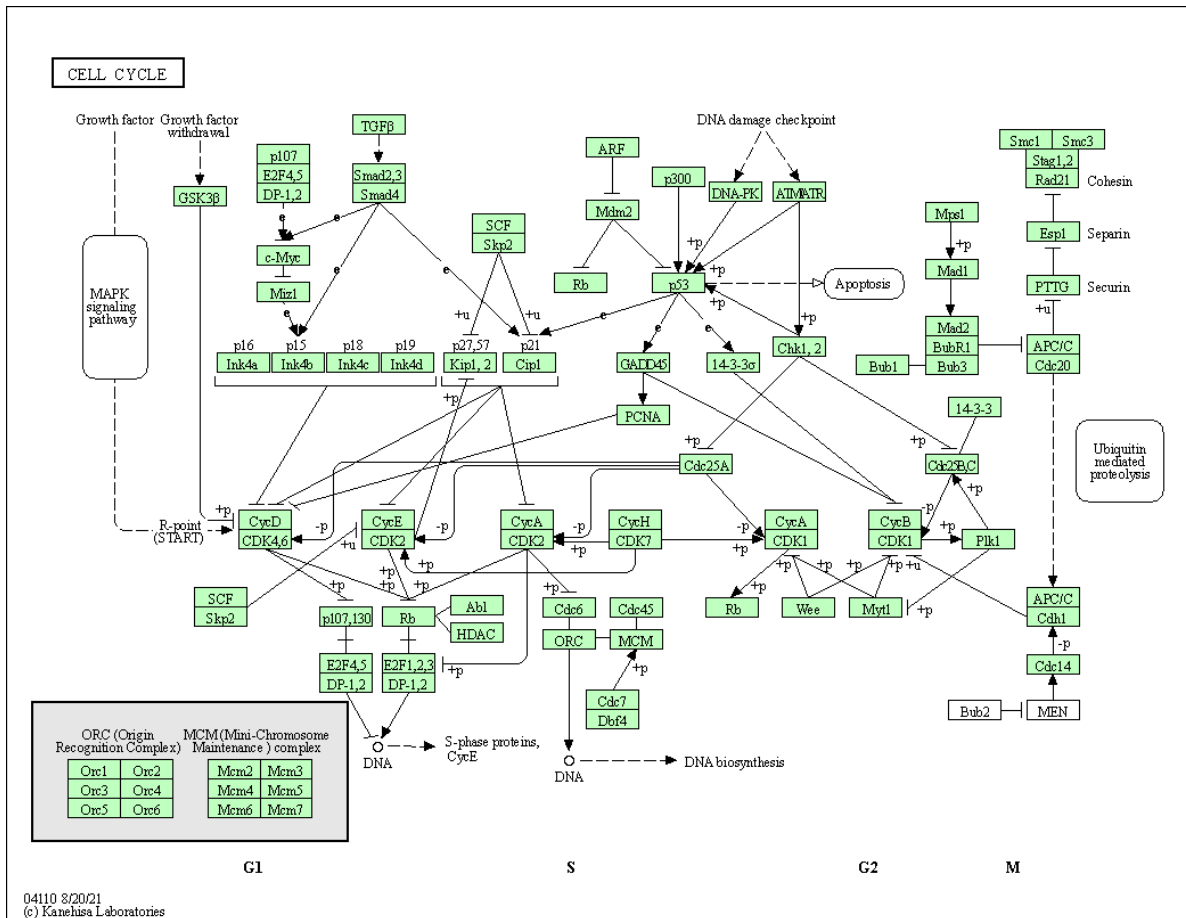 CELL CYCLE
Growth factor
Growth factor
withdrawal
TGFβ
DNA damage checkpoint
Smc1
Smc3
Stag1,2
Rad21
Cohesin
p107
E2F4,5
DP-1,2
Smad2,3
Smad4
ARF
p300
DNA-PK
ATM/ATR
GSK3β
Mdm2
Mps1
SCF
Skp2
e
e
+p
Esp1
Separin
c-Myc
Mad1
e
e
+p
Rb
p53
+p
Apoptosis
PTTG
Securin
Miz1
MAPK
signaling
pathway
e
+u
+u
e
e
e
+p
+p
+u
Mad2
BubR1
Bub3
Bub1
APC/C
Cdc20
p16
Ink4a
p15
Ink4b
p18
Ink4c
p19
Ink4d
p27,57
Kip1, 2
p21
Cip1
GADD45
14-3-3σ
Chk1, 2
+p
PCNA
14-3-3
+p
+p
Ubiquitin
mediated
proteolysis
Cdc25A
Cdc25B,C
+p
R-point
(START)
+p
CycD
CDK4,6
-p
CycE
CDK2
-p
CycA
CDK2
-p
+p
CycH
CDK7
-p
+p
CycA
CDK1
-p
CycB
CDK1
+p
Plk1
+u
+p
+p
+p
+p
+p
+p
+p
+p
+p
+u
+p
SCF
Skp2
p107,130
Rb
Abl
HDAC
Cdc6
Cdc45
ORC
MCM
Rb
Wee
Myt1
APC/C
Cdh1
-p
E2F4,5
DP-1,2
E2F1,2,3
DP-1,2
+p
+p
Cdc14
Cdc7
Dbf4
Bub2
MEN
DNA
S-phase proteins,
CycE
DNA
DNA biosynthesis
ORC (Origin
Recognition Complex)
MCM (Mini-Chromosome
Maintenance ) complex
Orc1 Orc2
Orc3 Orc4
Orc5 Orc6
Mcm2 Mcm3
Mcm4 Mcm5
Mcm6 Mcm7
G1
S
G2
M
04110 8/20/21
(c) Kanehisa Laboratories